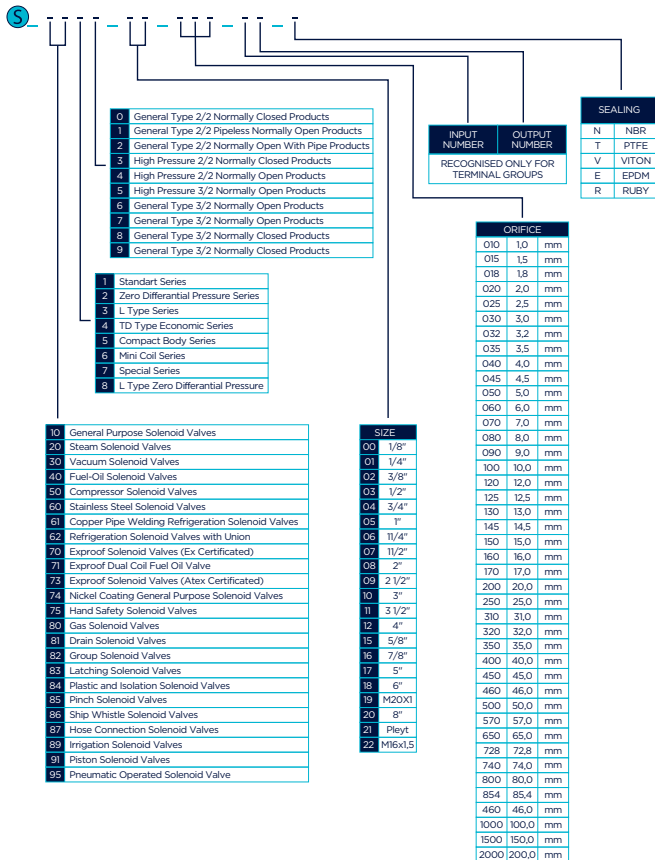 S _ _ _ _ _ _ _ _ _ _ _ _ _ _ _ _
0 General Type 2/2 Normally Closed Products
1 General Type 2/2 Pipeless Normally Open Products
2 General Type 2/2 Normally Open With Pipe Products
3 High Pressure 2/2 Normally Closed Products
4 High Pressure 2/2 Normally Open Products
5 High Pressure 3/2 Normally Open Products
6 General Type 3/2 Normally Open Products
7 General Type 3/2 Normally Open Products
8 General Type 3/2 Normally Closed Products
9 General Type 3/2 Normally Closed Products
1 Standart Series
2 Zero Differantial Pressure Series
3 L Type Series
4 TD Type Economic Series
5 Compact Body Series
6 Mini Coil Series
7 Special Series
8 L Type Zero Differantial Pressure
10 General Purpose Solenoid Valves
20 Steam Solenoid Valves
30 Vacuum Solenoid Valves
40 Fuel-Oil Solenoid Valves
50 Compressor Solenoid Valves
60 Stainless Steel Solenoid Valves
61 Copper Pipe Welding Refrigeration Solenoid Valves
62 Refrigeration Solenoid Valves with Union
70 Exproof Solenoid Valves (Ex Certificated)
71 Exproof Dual Coil Fuel Oil Valve
73 Exproof Solenoid Valves (Atex Certificated)
74 Nickel Coating General Purpose Solenoid Valves
75 Hand Safety Solenoid Valves
80 Gas Solenoid Valves
81 Drain Solenoid Valves
82 Group Solenoid Valves
83 Latching Solenoid Valves
84 Plastic and Isolation Solenoid Valves
85 Pinch Solenoid Valves
86 Ship Whistle Solenoid Valves
87 Hose Connection Solenoid Valves
89 Irrigation Solenoid Valves
91 Piston Solenoid Valves
95 Pneumatic Operated Solenoid Valve
SIZE
00 1/8"
01 1/4"
02 3/8"
03 1/2"
04 3/4"
05 1"
06 11/4"
07 11/2"
08 2"
09 2 1/2"
10 3"
11 3 1/2"
12 4"
15 5/8"
16 7/8"
17 5"
18 6"
19 M20X1
20 8"
21 Pleyt
22 M16x1,5
INPUT NUMBER OUTPUT NUMBER
RECOGNISED ONLY FOR
TERMINAL GROUPS
SEALING
N NBR
T PTFE
V VITON
E EPDM
R RUBY
ORIFICE
010 1,0 mm
015 1,5 mm
018 1,8 mm
020 2,0 mm
025 2,5 mm
030 3,0 mm
032 3,2 mm
035 3,5 mm
040 4,0 mm
045 4,5 mm
050 5,0 mm
060 6,0 mm
070 7,0 mm
080 8,0 mm
090 9,0 mm
100 10,0 mm
120 12,0 mm
125 12,5 mm
130 13,0 mm
145 14,5 mm
150 15,0 mm
160 16,0 mm
170 17,0 mm
200 20,0 mm
250 25,0 mm
310 31,0 mm
320 32,0 mm
350 35,0 mm
400 40,0 mm
450 45,0 mm
460 46,0 mm
500 50,0 mm
570 57,0 mm
650 65,0 mm
728 72,8 mm
740 74,0 mm
800 80,0 mm
854 85,4 mm
460 46,0 mm
1000 100,0 mm
1500 150,0 mm
2000 200,0 mm